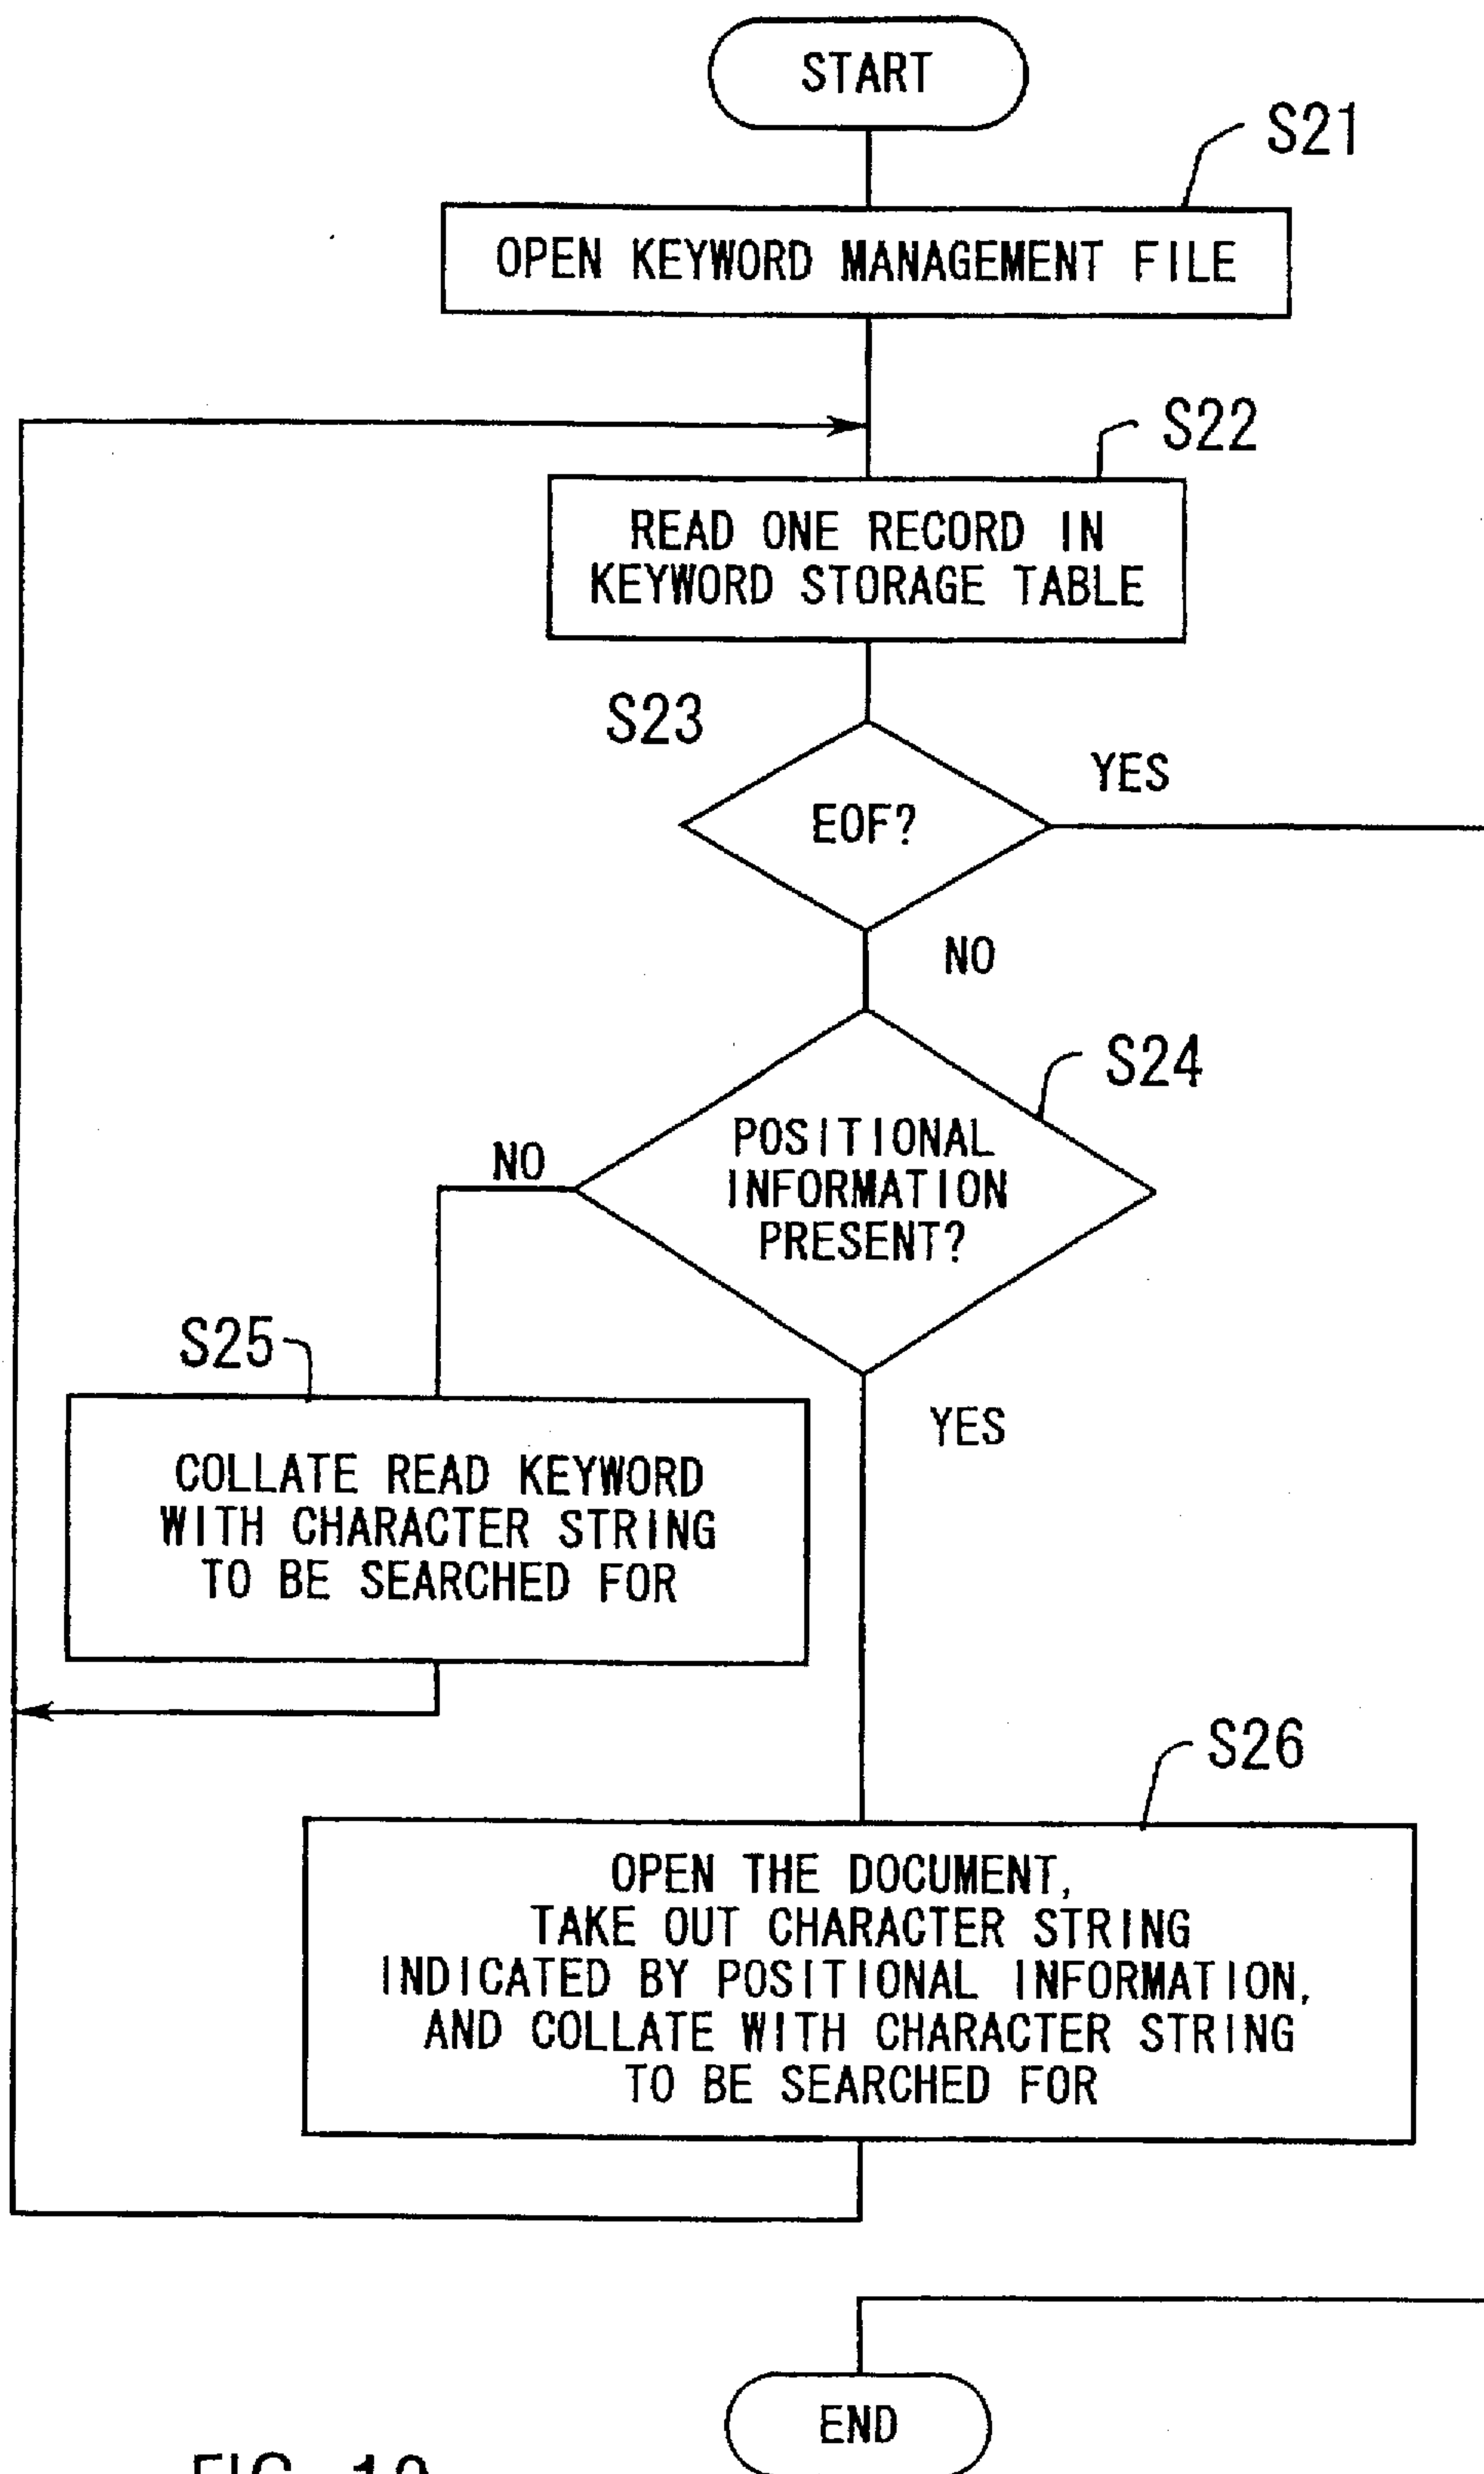 START
S21
OPEN KEYWORD MANAGEMENT FILE
S22
READ ONE RECORD IN
KEYWORD STORAGE TABLE
S23
EOF?
YES
NO
S24
POSITIONAL
INFORMATION
PRESENT?
NO
YES
S25
COLLATE READ KEYWORD
WITH CHARACTER STRING
TO BE SEARCHED FOR
S26
OPEN THE DOCUMENT,
TAKE OUT CHARACTER STRING
INDICATED BY POSITIONAL INFORMATION,
AND COLLATE WITH CHARACTER STRING
TO BE SEARCHED FOR
END